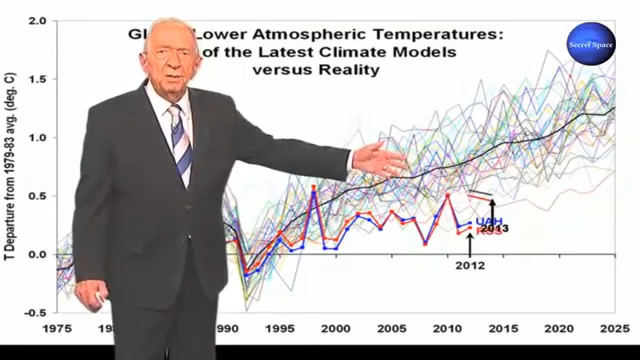 Gl Lower Atmospheric Temperatures:
of the Latest Climate Models
versus Reality
Secret Space
T Departure from 1979-83 avg. (deg. C)
2.0
1.5
1.0
0.5
0.0
-0.5
UAH
RSS
2013
2012
1975 1990 1995 2000 2005 2010 2015 2020 2025